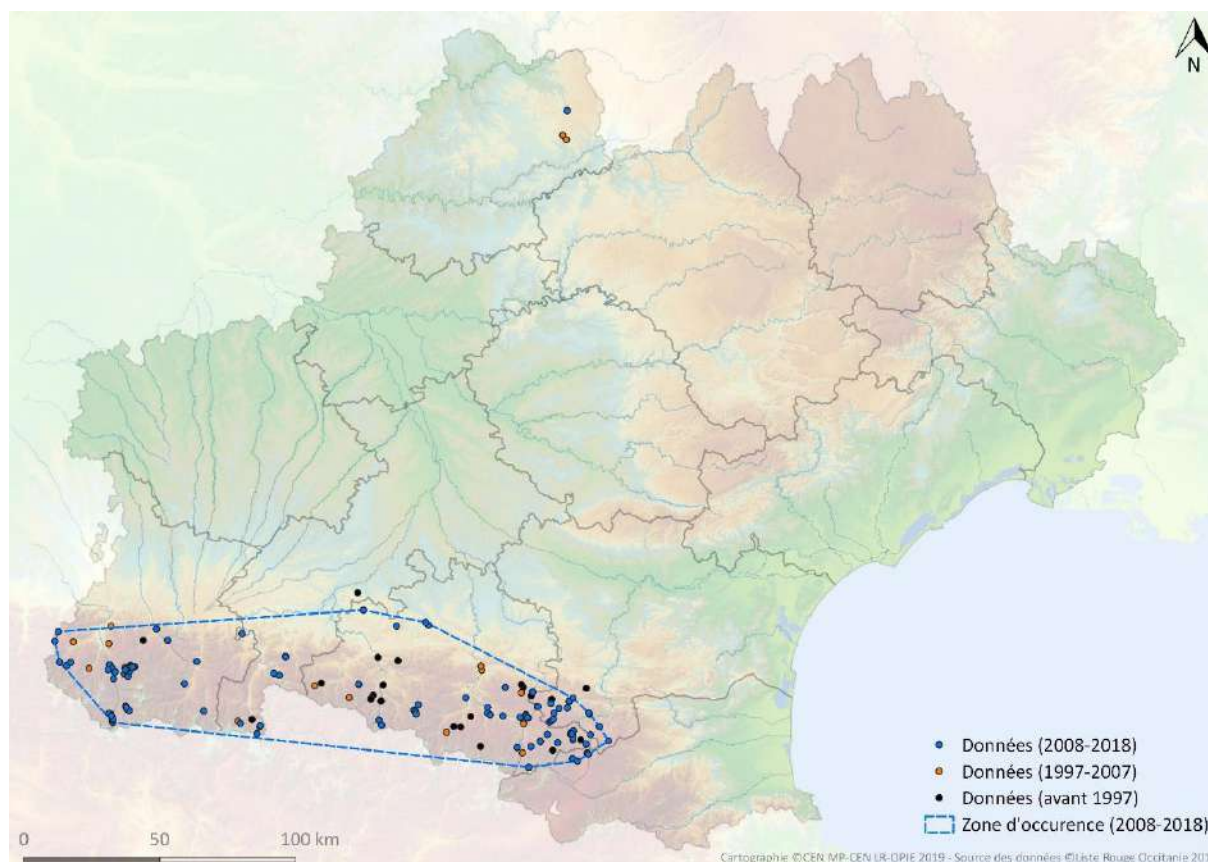 N
Données (2008-2018)
Données (1997-2007)
Données (avant 1997)
Zone d'occurence (2008-2018)
0 50 100 km
Cartographie ©CEN MP-CEN LR-OPIE 2019 - Source des données ©Liste Rouge Occitanie 201